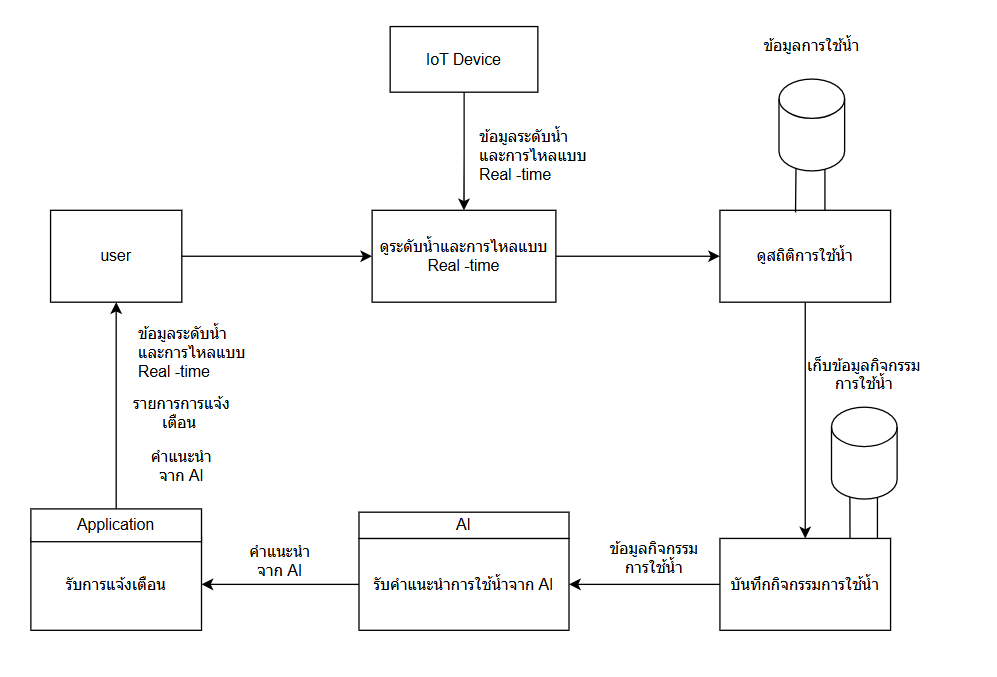 IoT Device
ข้อมูลการใช้น้ำ
ข้อมูลระดับน้ำ
และการไหลแบบ
Real -time
user
ดูระดับน้ำและการไหลแบบ
Real -time
ดูสถิติการใช้น้ำ
ข้อมูลระดับน้ำ
และการไหลแบบ
Real -time
รายการการแจ้ง
เตือน
คำแนะนำ
จาก AI
เก็บข้อมูลกิจกรรม
การใช้น้ำ
Application
รับการแจ้งเตือน
คำแนะนำ
จาก AI
AI
รับคำแนะนำการใช้น้ำจาก AI
ข้อมูลกิจกรรม
การใช้น้ำ
บันทึกกิจกรรมการใช้น้ำ